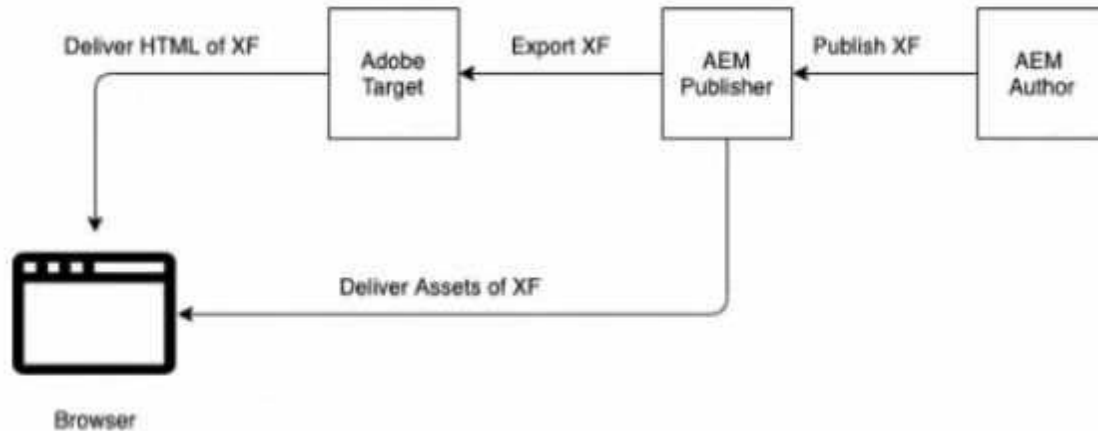 Deliver HTML of XF
Adobe
Target
Export XF
AEM
Publisher
Publish XF
AEM
Author
Deliver Assets of XF
Browser